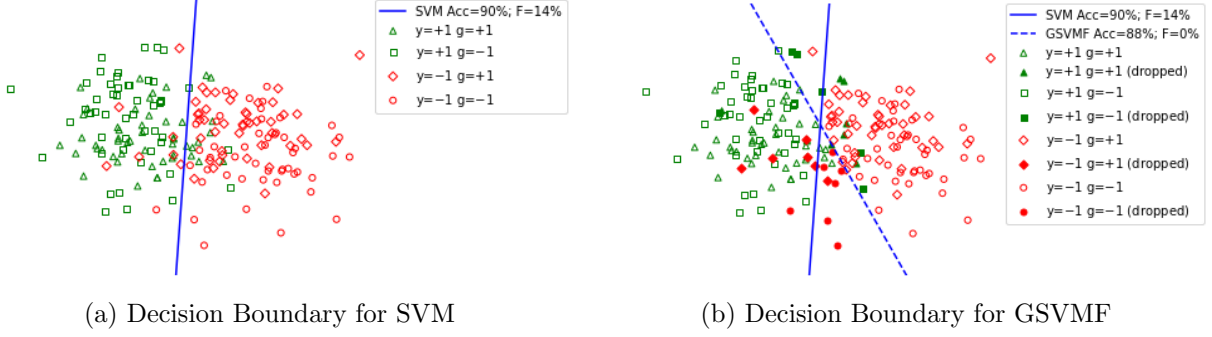 SVM Acc=90%; F=14%
y=+1 g=+1
y=+1 g=−1
y=−1 g=+1
y=−1 g=−1
(a) Decision Boundary for SVM
SVM Acc=90%; F=14%
GSVMF Acc=88%; F=0%
y=+1 g=+1
y=+1 g=+1 (dropped)
y=+1 g=−1
y=+1 g=−1 (dropped)
y=−1 g=+1
y=−1 g=+1 (dropped)
y=−1 g=−1
y=−1 g=−1 (dropped)
(b) Decision Boundary for GSVMF